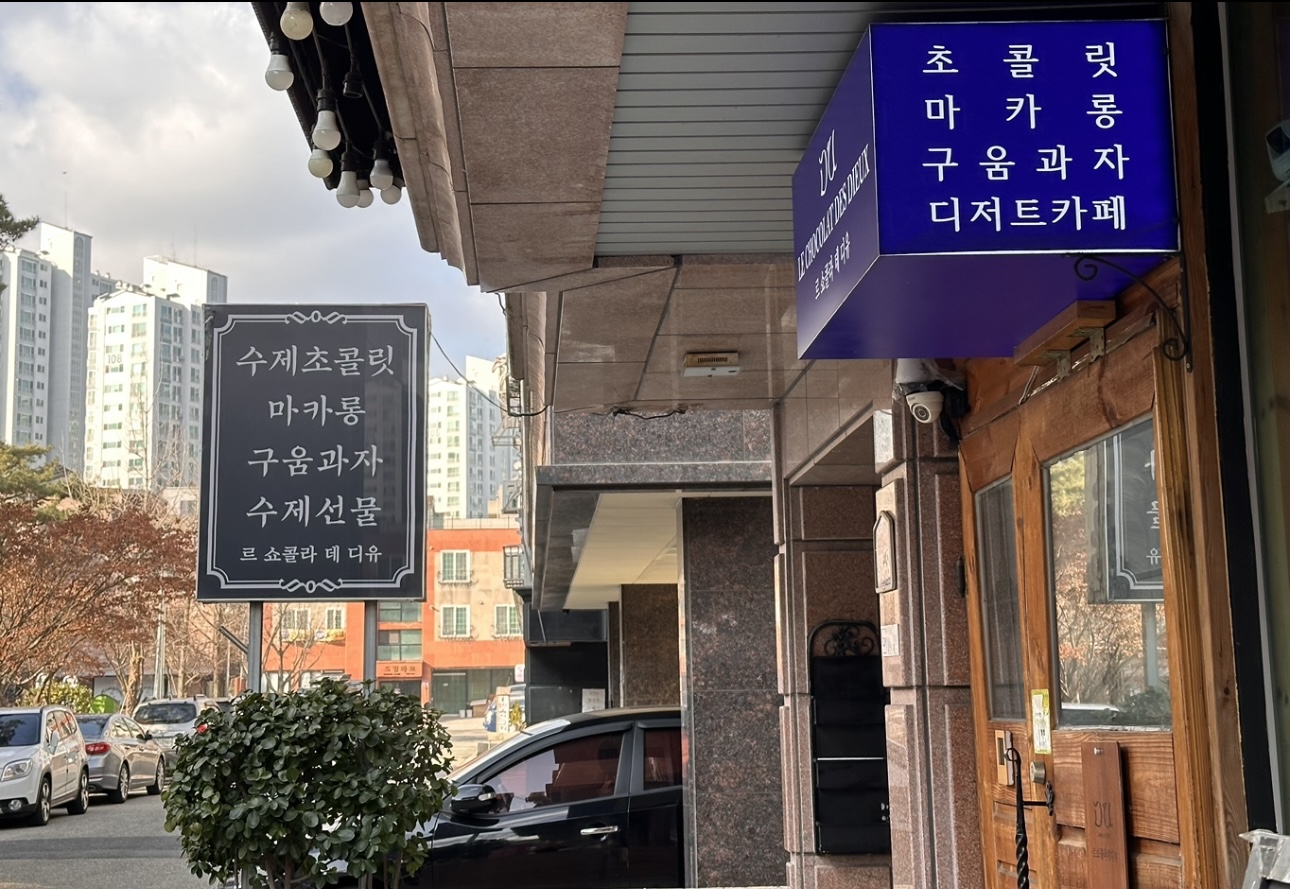 수제초콜릿
마카롱
구움과자
수제선물
르 쇼콜라 데 디유
LE CHOCOLAT DES DIEUX
르 쇼콜라 데 디유
초콜릿
마카롱
구움과자
디저트카페
108
유